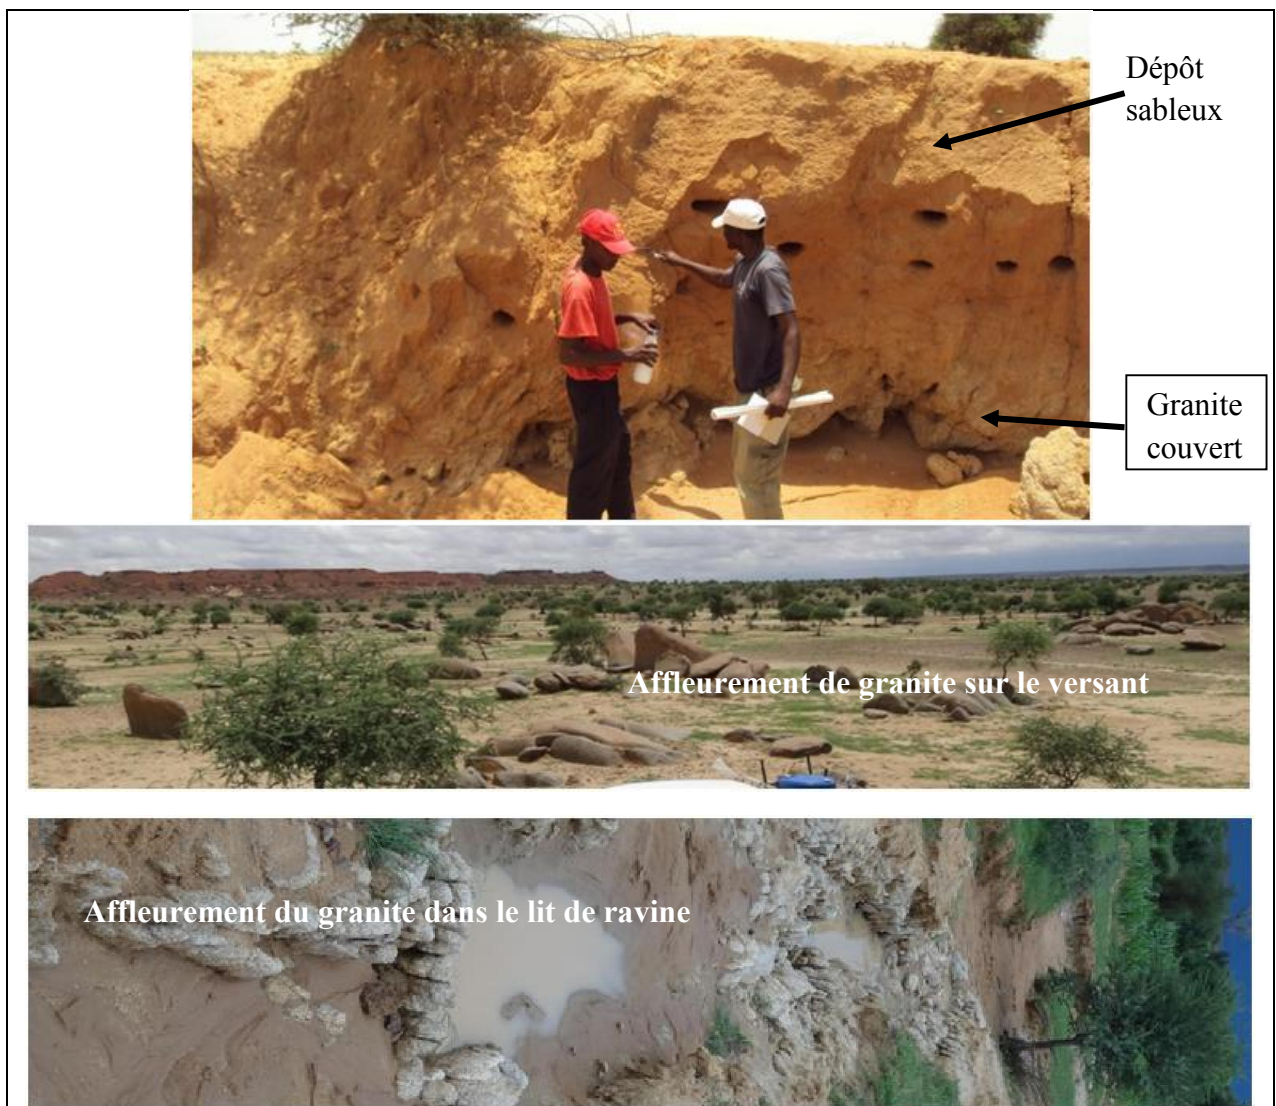 Dépôt
sableux
Granite
couvert
Affleurement de granite sur le versant
Affleurement du granite dans le lit de ravine